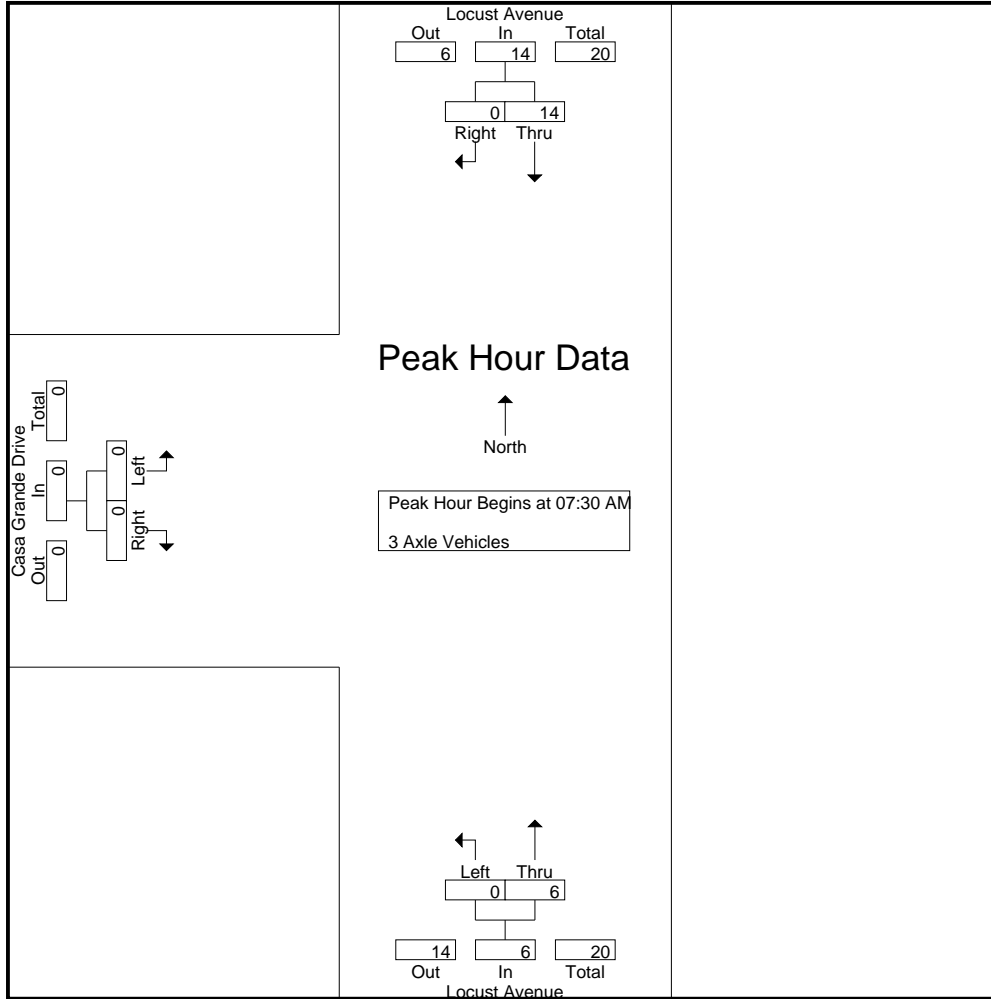 Locust Avenue
Out In Total
6 14 20
0 14
Right Thru
Peak Hour Data
North
Peak Hour Begins at 07:30 AM
3 Axle Vehicles
Casa Grande Drive
Out In Total
0 0 0
0 0
Right Left
Left Thru
0 6
14 6 20
Out In Total
Locust Avenue